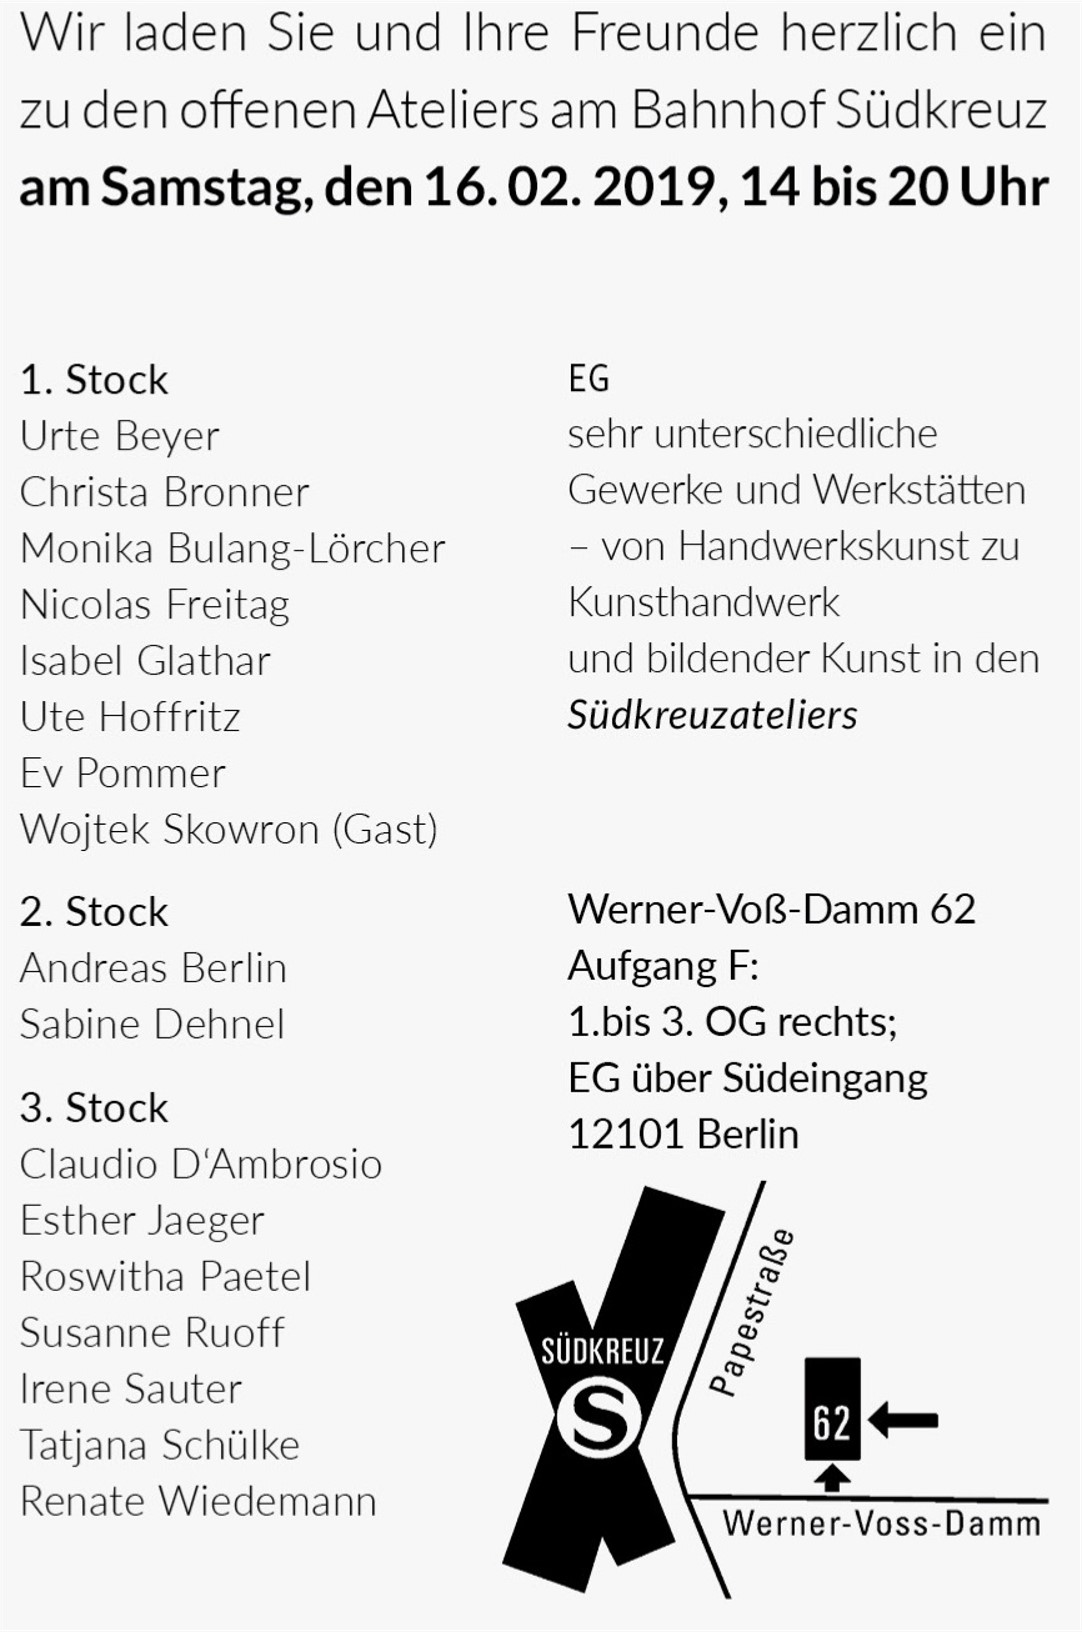 Wir laden Sie und Ihre Freunde herzlich ein
zu den offenen Ateliers am Bahnhof Südkreuz
am Samstag, den 16. 02. 2019, 14 bis 20 Uhr
1. Stock
Urte Beyer
Christa Bronner
Monika Bulang-Lörcher
Nicolas Freitag
Isabel Glathar
Ute Hoffritz
Ev Pommer
Wojtek Skowron (Gast)
2. Stock
Andreas Berlin
Sabine Dehnel
3. Stock
Claudio D‘Ambrosio
Esther Jaeger
Roswitha Paetel
Susanne Ruoff
Irene Sauter
Tatjana Schülke
Renate Wiedemann
EG
sehr unterschiedliche
Gewerke und Werkstätten
– von Handwerkskunst zu
Kunsthandwerk
und bildender Kunst in den
Südkreuzateliers
Werner-Voß-Damm 62
Aufgang F:
1.bis 3. OG rechts;
EG über Südeingang
12101 Berlin
Papestraße
SÜDKREUZ
S
62
Werner-Voss-Damm